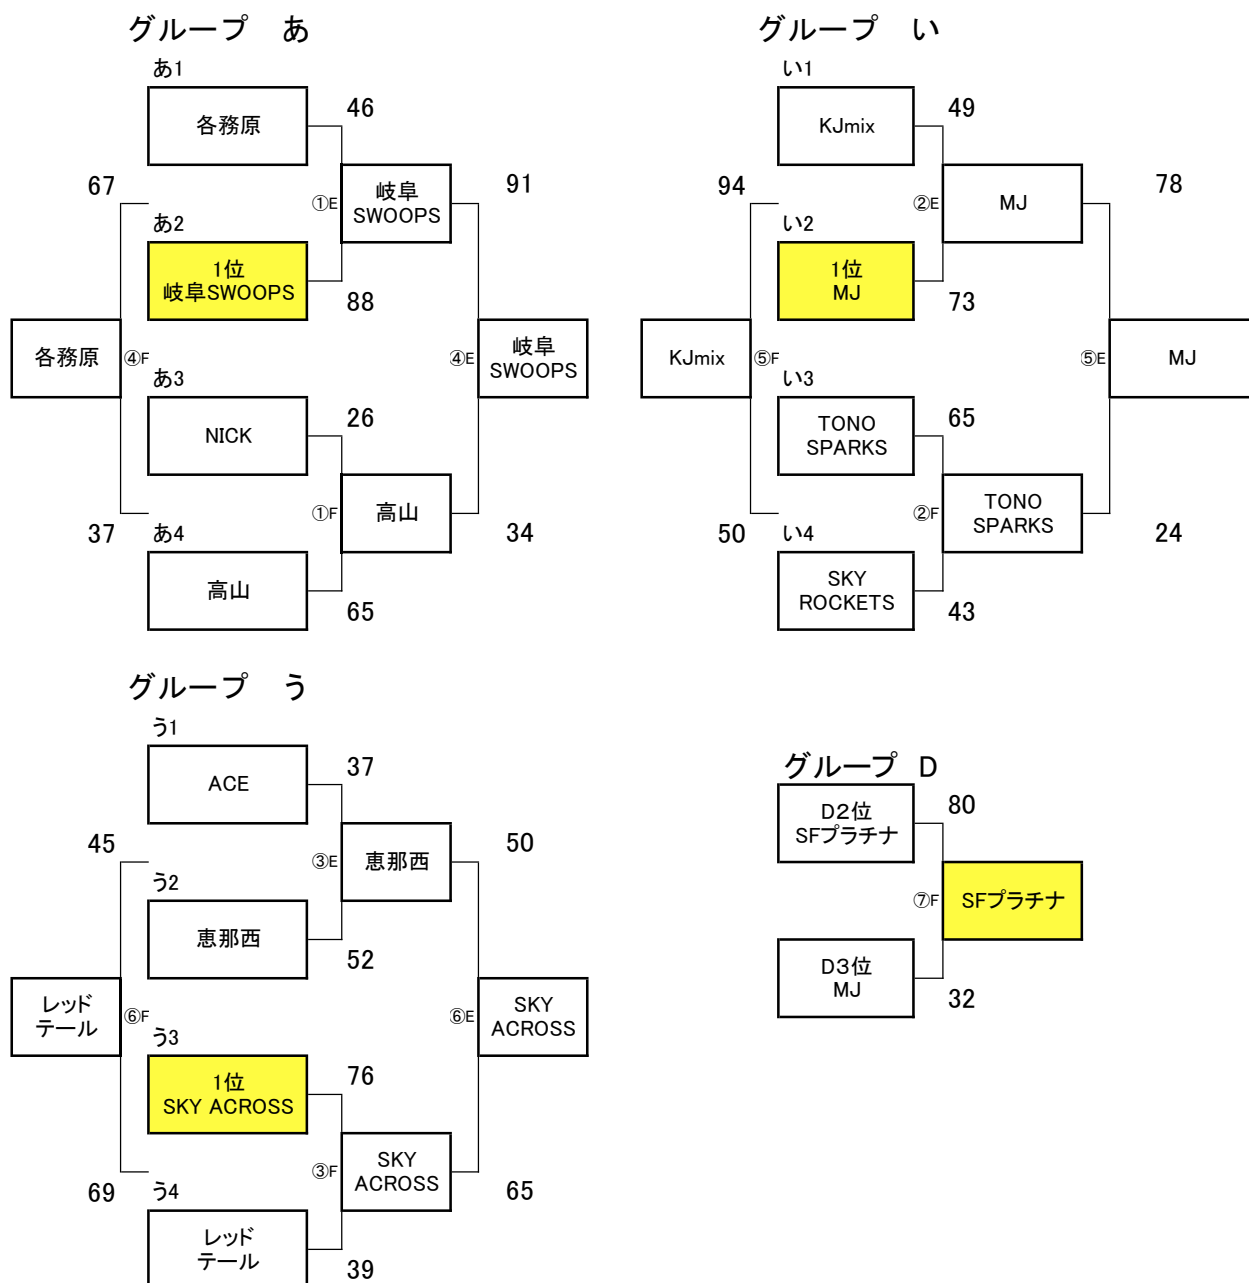 グループ　あ
あ1
各務原
46
67
①E
岐阜
SWOOPS
91
あ2
1位
岐阜SWOOPS
88
各務原
④F
④E
岐阜
SWOOPS
あ3
NICK
26
①F
高山
37
あ4
34
高山
65
グループ　い
い1
KJmix
49
94
②E
MJ
78
い2
1位
MJ
73
KJmix
⑤F
⑤E
MJ
い3
TONO
SPARKS
65
②F
TONO
SPARKS
50
い4
24
SKY
ROCKETS
43
グループ　う
う1
ACE
37
45
③E
恵那西
50
う2
恵那西
52
レッド
テール
⑥F
⑥E
SKY
ACROSS
う3
1位
SKY ACROSS
76
③F
SKY
ACROSS
69
う4
65
レッド
テール
39
グループ　D
D2位
SFプラチナ
80
⑦F
SFプラチナ
D3位
MJ
32